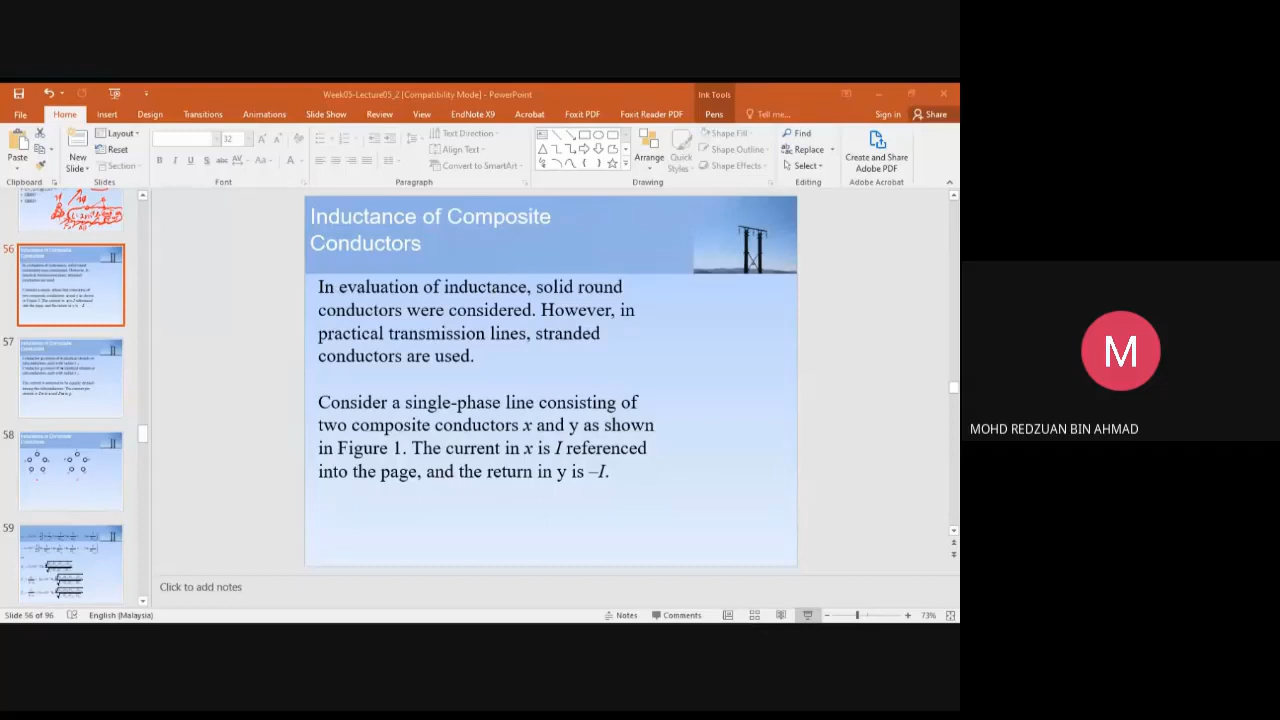 Week05-Lecture05_Z [Compatibility Mode] - PowerPoint
Ink Tools
File Home Insert Design Transitions Animations Slide Show Review View EndNote X9 Acrobat Foxit PDF Foxit Reader PDF Pens Tell me... Sign in Share
Paste
New Slide
Layout
Reset
Section
32
B I U S abc AV Aa A
Text Direction
Align Text
Convert to SmartArt
Arrange
Quick Styles
Shape Fill
Shape Outline
Shape Effects
Find
Replace
Select
Create and Share Adobe PDF
Clipboard Slides Font Paragraph Drawing Editing Adobe Acrobat
56
57
58
59
Inductance of Composite
Conductors
In evaluation of inductance, solid round
conductors were considered. However, in
practical transmission lines, stranded
conductors are used.
Consider a single-phase line consisting of
two composite conductors x and y as shown
in Figure 1. The current in x is I referenced
into the page, and the return in y is –I.
Click to add notes
Slide 56 of 96 English (Malaysia) Notes Comments 73%
M
MOHD REDZUAN BIN AHMAD